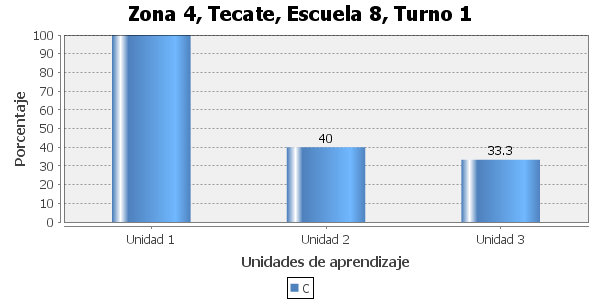 Zona 4, Tecate, Escuela 8, Turno 1
Porcentaje
100
90
80
70
60
50
40
30
20
10
0
40
33.3
Unidad 1
Unidad 2
Unidad 3
Unidades de aprendizaje
C